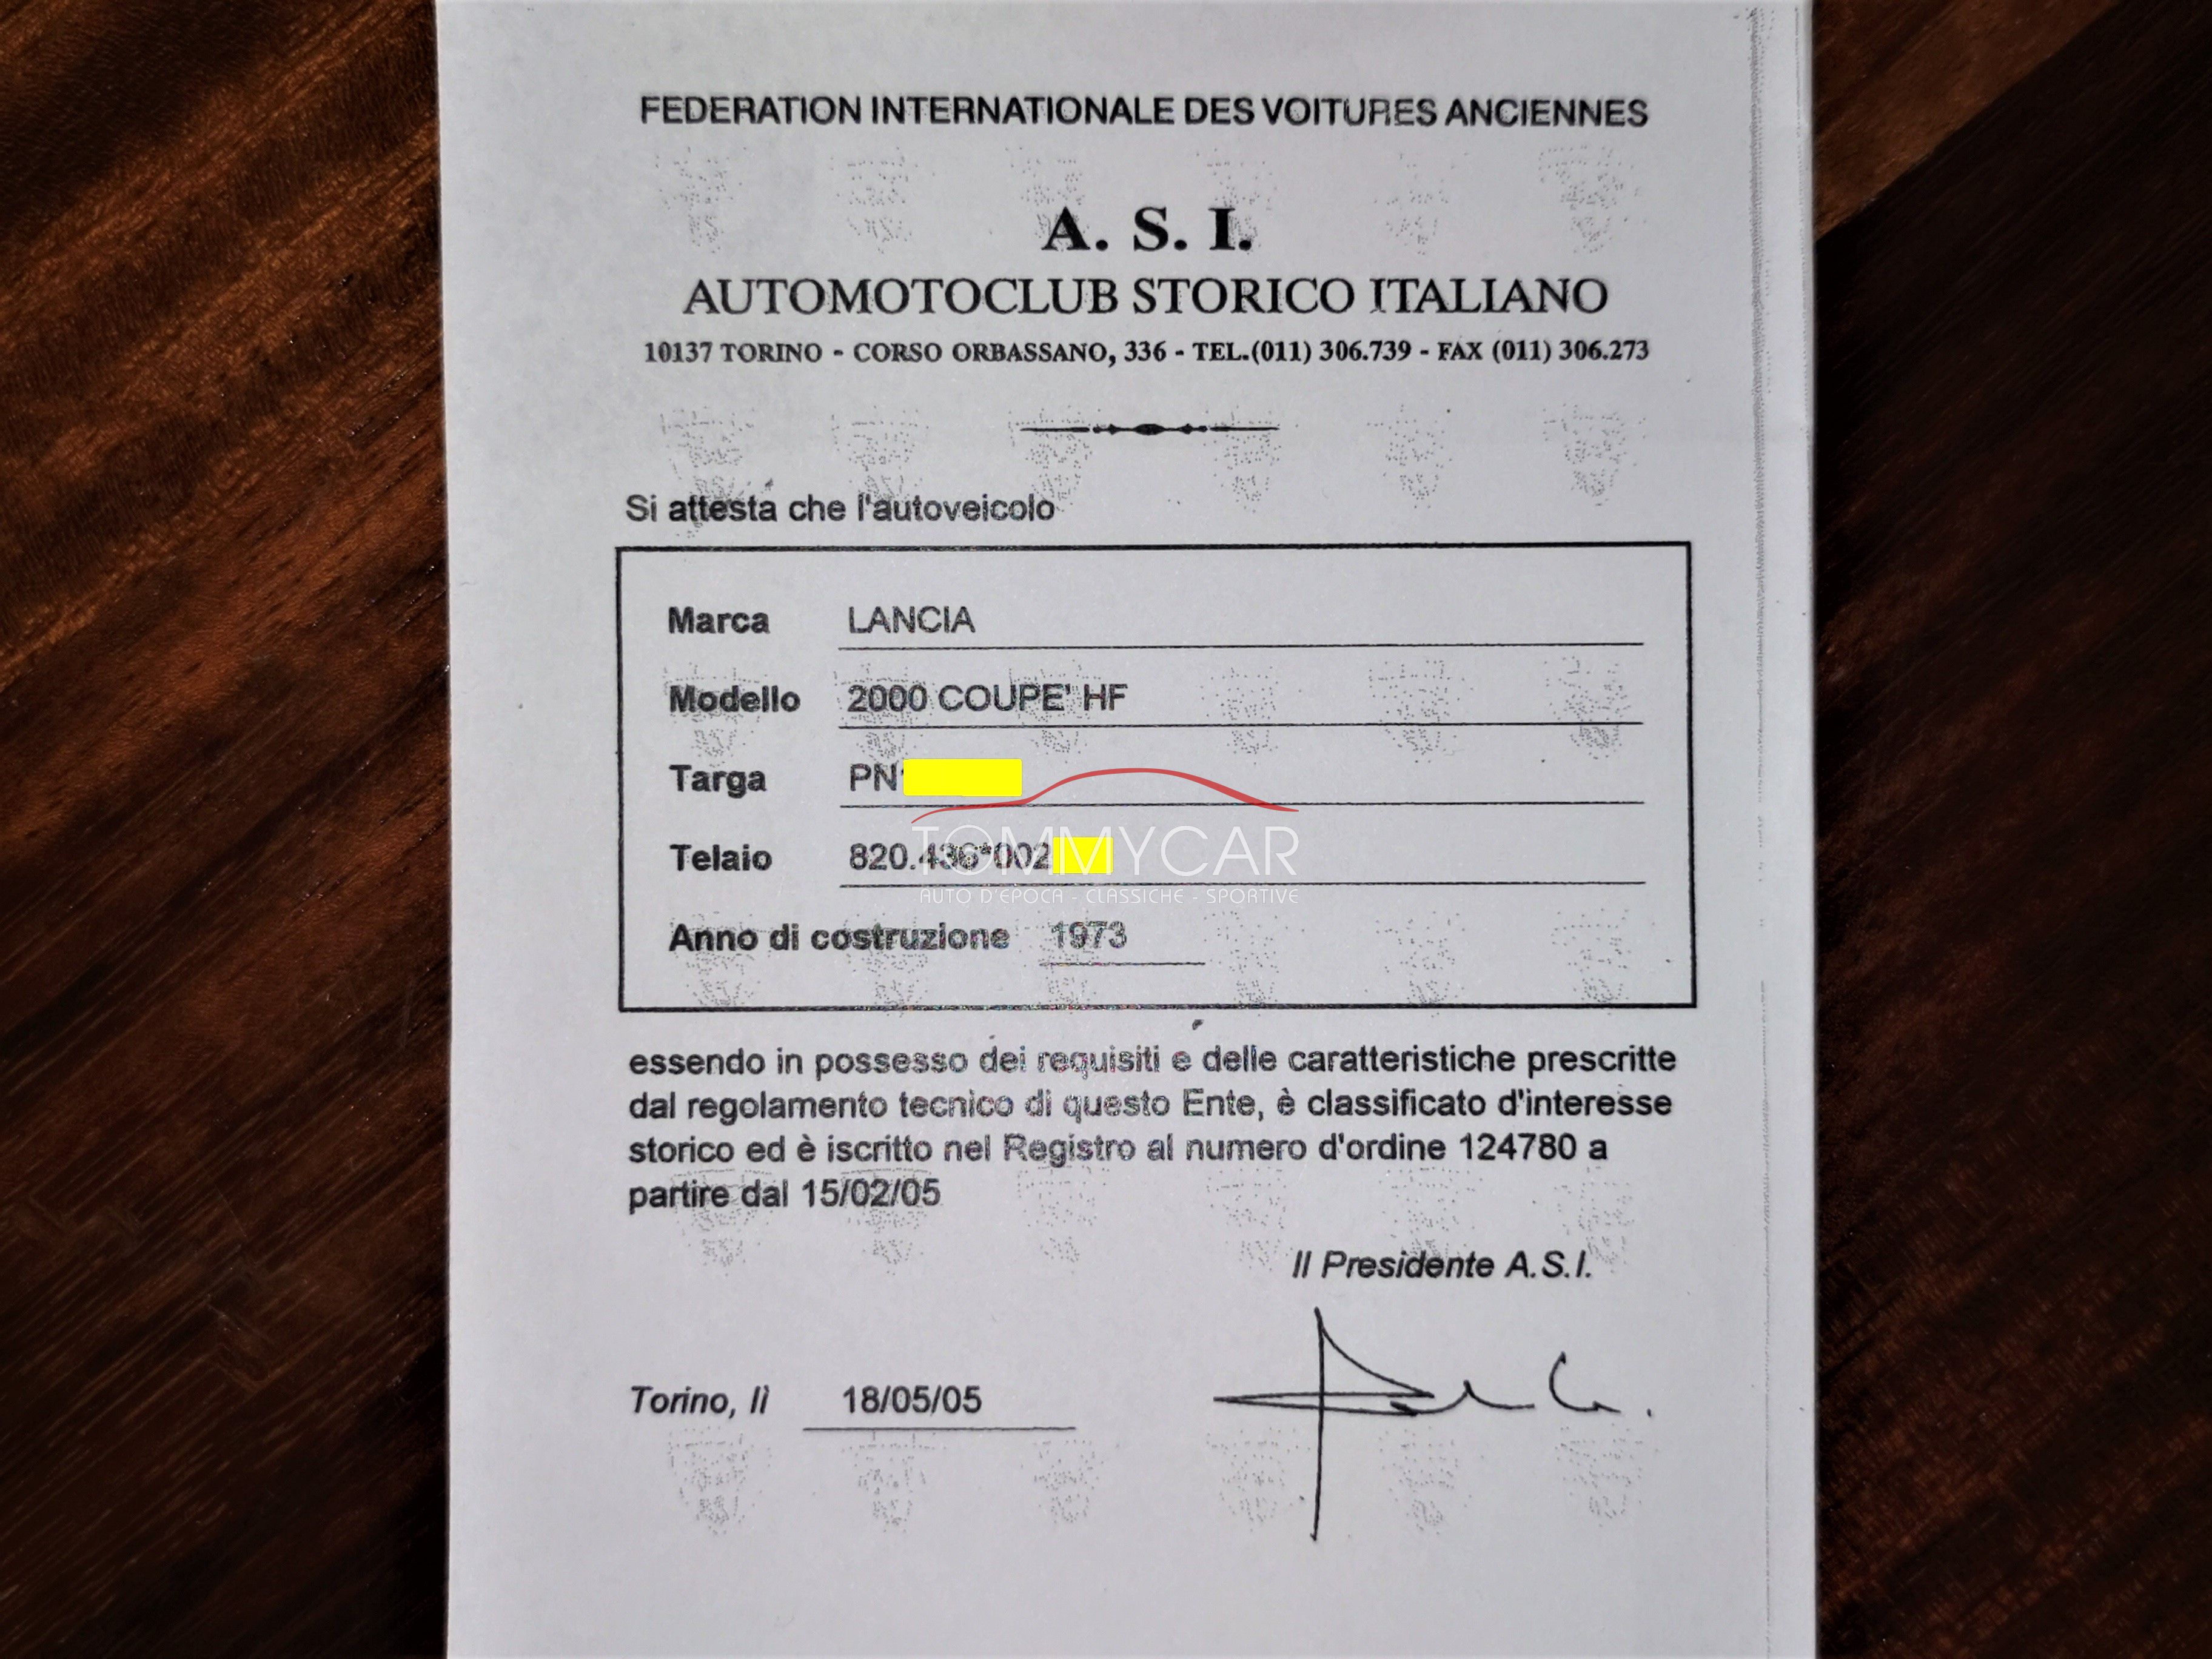 FEDERATION INTERNATIONALE DES VOITURES ANCIENNES
A. S. I.
AUTOMOTOCLUB STORICO ITALIANO
10137 TORINO - CORSO ORBASSANO, 336 - TEL.(011) 306.739 - FAX (011) 306.273
Si attesta che l'autoveicolo
Marca LANCIA
Modello 2000 COUPE' HF
Targa PN
TOMMYCAR
Telaio 820.436*002
AUTO D'EPOCA - CLASSICHE - SPORTIVE
Anno di costruzione 1973
essendo in possesso dei requisiti e delle caratteristiche prescritte
dal regolamento tecnico di questo Ente, è classificato d'interesse
storico ed è iscritto nel Registro al numero d'ordine 124780 a
partire dal 15/02/05
Il Presidente A.S.I.
Torino, lì 18/05/05